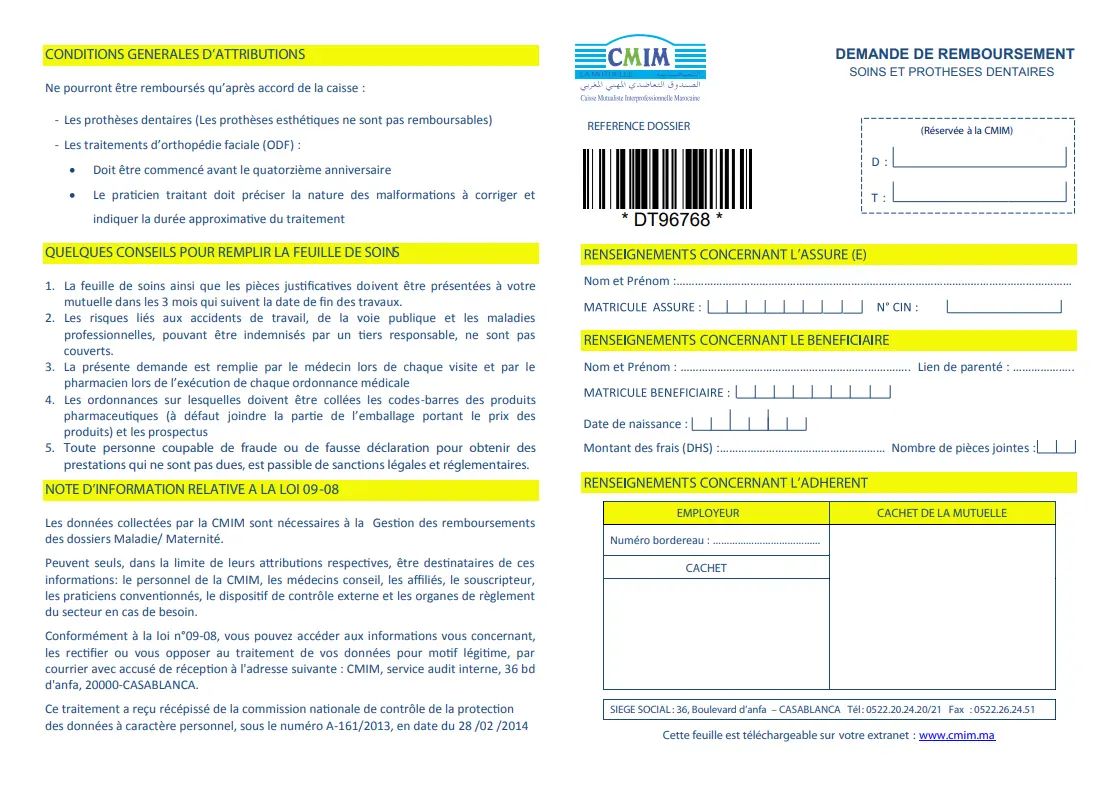 CONDITIONS GENERALES D'ATTRIBUTIONS
Ne pourront être remboursés qu'après accord de la caisse :
- Les prothèses dentaires (Les prothèses esthétiques ne sont pas remboursables)
- Les traitements d'orthopédie faciale (ODF) :
• Doit être commencé avant le quatorzième anniversaire
• Le praticien traitant doit préciser la nature des malformations à corriger et
indiquer la durée approximative du traitement
QUELQUES CONSEILS POUR REMPLIR LA FEUILLE DE SOINS
1. La feuille de soins ainsi que les pièces justificatives doivent être présentées à votre
mutuelle dans les 3 mois qui suivent la date de fin des travaux.
2. Les risques liés aux accidents de travail, de la voie publique et les maladies
professionnelles, pouvant être indemnisés par un tiers responsable, ne sont pas
couverts.
3. La présente demande est remplie par le médecin lors de chaque visite et par le
pharmacien lors de l'exécution de chaque ordonnance médicale
4. Les ordonnances sur lesquelles doivent être collées les codes-barres des produits
pharmaceutiques (à défaut joindre la partie de l'emballage portant le prix des
produits) et les prospectus
5. Toute personne coupable de fraude ou de fausse déclaration pour obtenir des
prestations qui ne sont pas dues, est passible de sanctions légales et réglementaires.
NOTE D'INFORMATION RELATIVE A LA LOI 09-08
Les données collectées par la CMIM sont nécessaires à la Gestion des remboursements
des dossiers Maladie/ Maternité.
Peuvent seuls, dans la limite de leurs attributions respectives, être destinataires de ces
informations: le personnel de la CMIM, les médecins conseil, les affiliés, le souscripteur,
les praticiens conventionnés, le dispositif de contrôle externe et les organes de règlement
du secteur en cas de besoin.
Conformément à la loi n°09-08, vous pouvez accéder aux informations vous concernant,
les rectifier ou vous opposer au traitement de vos données pour motif légitime, par
courrier avec accusé de réception à l'adresse suivante : CMIM, service audit interne, 36 bd
d'anfa, 20000-CASABLANCA.
Ce traitement a reçu récépissé de la commission nationale de contrôle de la protection
des données à caractère personnel, sous le numéro A-161/2013, en date du 28 /02 /2014
CMIM
LA MUTUELLE
الصندوق التعاضدي المهني المغربي
Caisse Mutualiste Interprofessionnelle Marocaine
DEMANDE DE REMBOURSEMENT
SOINS ET PROTHESES DENTAIRES
REFERENCE DOSSIER
* DT96768 *
(Réservée à la CMIM)
D :
T :
RENSEIGNEMENTS CONCERNANT L'ASSURE (E)
Nom et Prénom :
MATRICULE ASSURE : N° CIN :
RENSEIGNEMENTS CONCERNANT LE BENEFICIAIRE
Nom et Prénom : Lien de parenté :
MATRICULE BENEFICIAIRE :
Date de naissance :
Montant des frais (DHS) : Nombre de pièces jointes :
RENSEIGNEMENTS CONCERNANT L'ADHERENT
EMPLOYEUR CACHET DE LA MUTUELLE
Numéro bordereau :
CACHET
SIEGE SOCIAL : 36, Boulevard d'anfa – CASABLANCA Tél : 0522.20.24.20/21 Fax : 0522.26.24.51
Cette feuille est téléchargeable sur votre extranet : www.cmim.ma